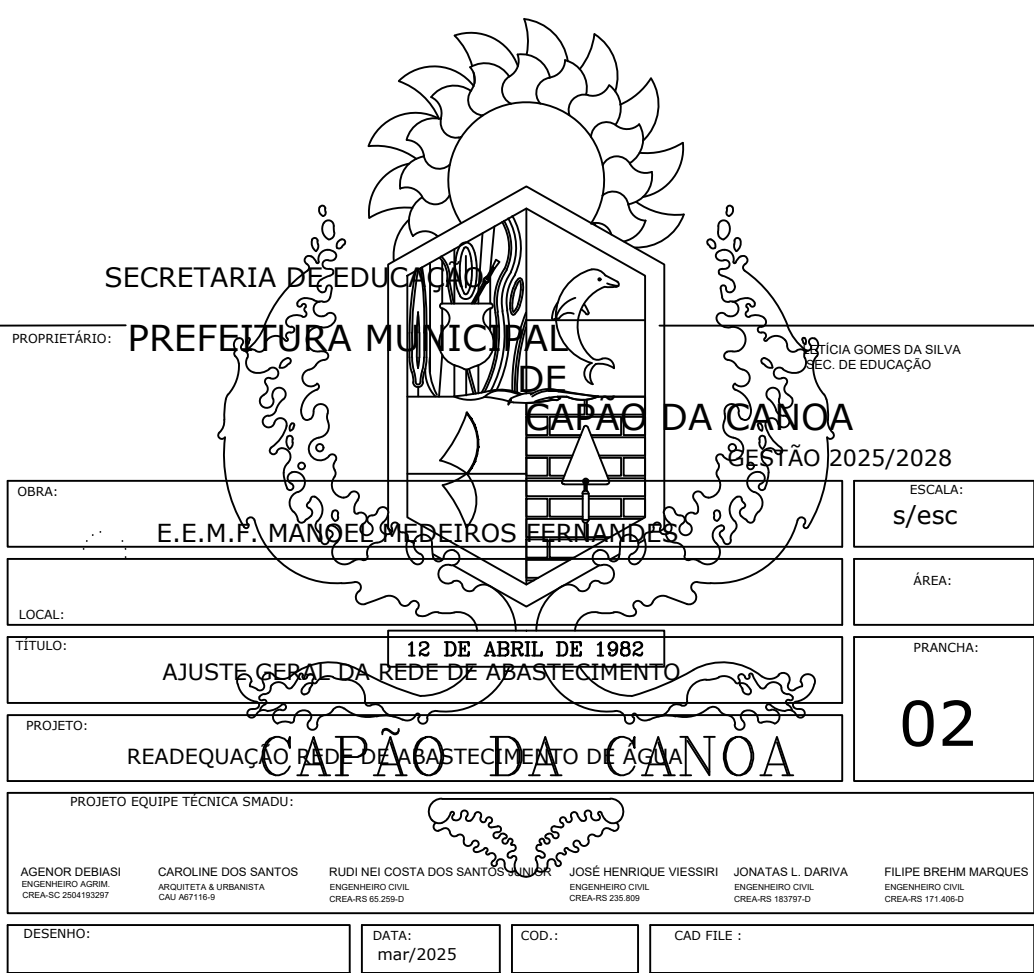 SECRETARIA DE EDUCAÇÃO
PROPRIETÁRIO: PREFEITURA MUNICIPAL
DE
CAPÃO DA CANOA
GESTÃO 2025/2028
LETÍCIA GOMES DA SILVA
SEC. DE EDUCAÇÃO
OBRA:
E.E.M.F. MANOEL MEDEIROS FERNANDES
ESCALA:
s/esc
LOCAL:
ÁREA:
12 DE ABRIL DE 1982
TÍTULO:
AJUSTE GERAL DA REDE DE ABASTECIMENTO
PRANCHA:
02
PROJETO:
READEQUAÇÃO REDE DE ABASTECIMENTO DE ÁGUA
CAPÃO DA CANOA
PROJETO EQUIPE TÉCNICA SMADU:
AGENOR DEBIASI
ENGENHEIRO AGRIM.
CREA-SC 2504193297
CAROLINE DOS SANTOS
ARQUITETA & URBANISTA
CAU A67116-9
RUDI NEI COSTA DOS SANTOS JUNIOR
ENGENHEIRO CIVIL
CREA-RS 65.259-D
JOSÉ HENRIQUE VIESSIRI
ENGENHEIRO CIVIL
CREA-RS 235.809
JONATAS L. DARIVA
ENGENHEIRO CIVIL
CREA-RS 183797-D
FILIPE BREHM MARQUES
ENGENHEIRO CIVIL
CREA-RS 171.406-D
DESENHO:
DATA:
mar/2025
COD.:
CAD FILE :